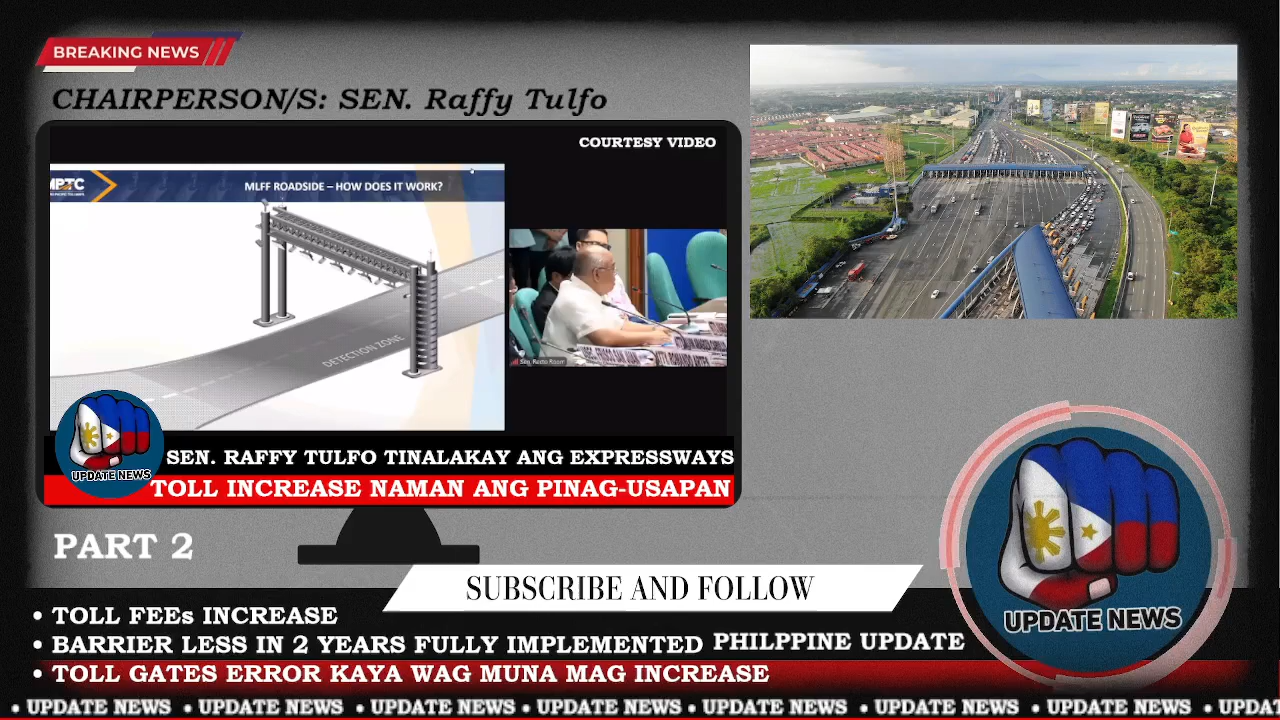 BREAKING NEWS
CHAIRPERSON/S: SEN. Raffy Tulfo
COURTESY VIDEO
MPTC
MLFF ROADSIDE – HOW DOES IT WORK?
DETECTION ZONE
UPDATE NEWS
SEN. RAFFY TULFO TINALAKAY ANG EXPRESSWAYS
TOLL INCREASE NAMAN ANG PINAG-USAPAN
PART 2
SUBSCRIBE AND FOLLOW
• TOLL FEEs INCREASE
• BARRIER LESS IN 2 YEARS FULLY IMPLEMENTED
PHILPPINE UPDATE
• TOLL GATES ERROR KAYA WAG MUNA MAG INCREASE
UPDATE NEWS
• UPDATE NEWS • UPDATE NEWS • UPDATE NEWS • UPDATE NEWS • UPDATE NEWS • UPDATE NEWS • UPDATE NEWS • UPDAT